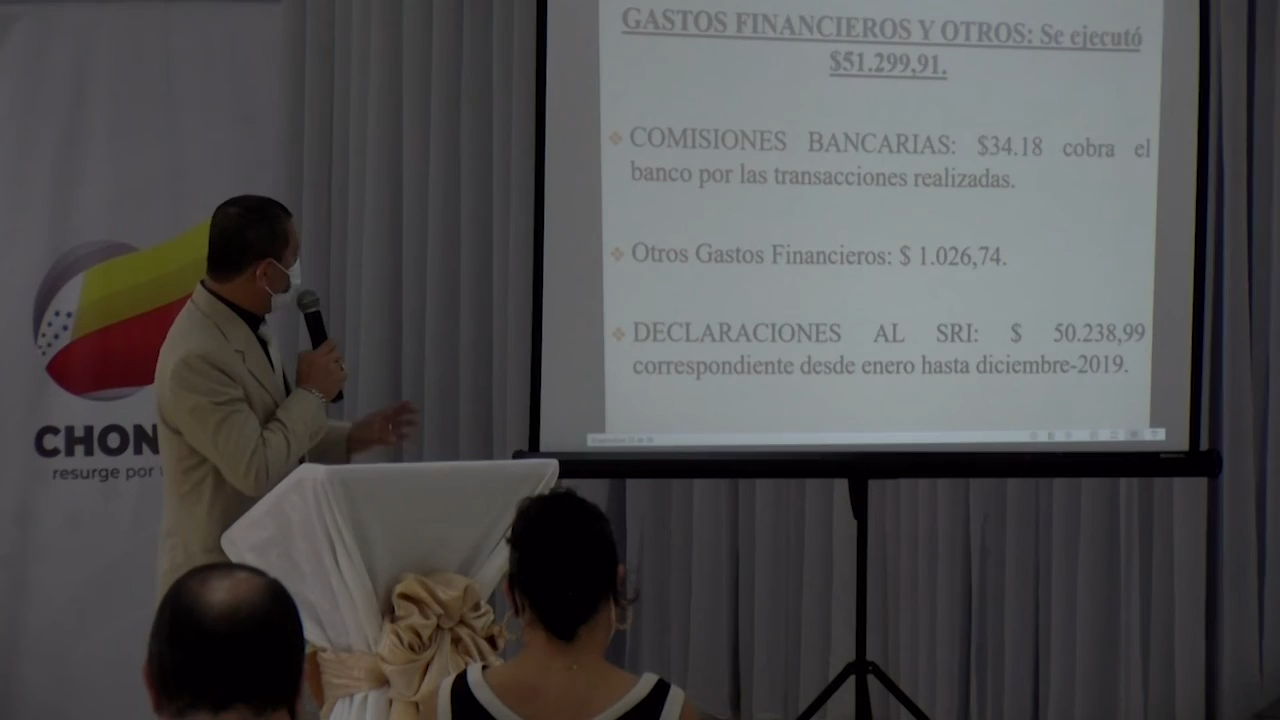 GASTOS FINANCIEROS Y OTROS: Se ejecutó
$51.299,91.
COMISIONES BANCARIAS: $34.18 cobra el
banco por las transacciones realizadas.
Otros Gastos Financieros: $ 1.026,74.
DECLARACIONES AL SRI: $ 50.238,99
correspondiente desde enero hasta diciembre-2019.
CHON
resurge por